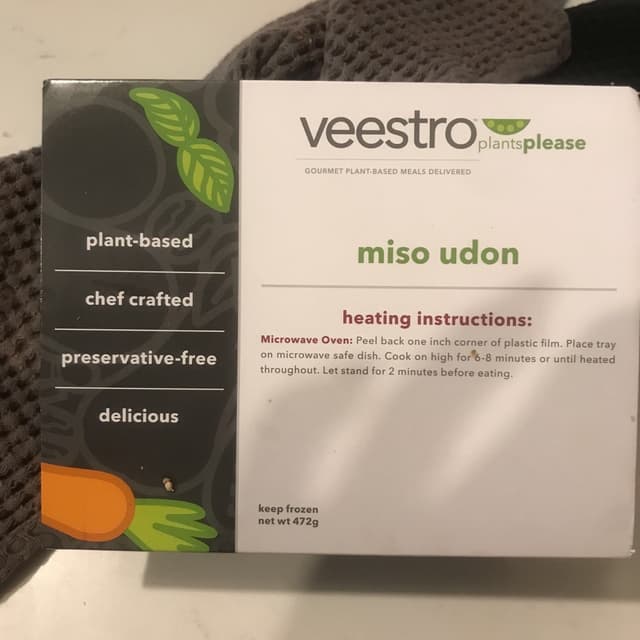 veestro
plantsplease
GOURMET PLANT-BASED MEALS DELIVERED
plant-based
chef crafted
preservative-free
delicious
miso udon
heating instructions:
Microwave Oven: Peel back one inch corner of plastic film. Place tray
on microwave safe dish. Cook on high for 6-8 minutes or until heated
throughout. Let stand for 2 minutes before eating.
keep frozen
net wt 472g